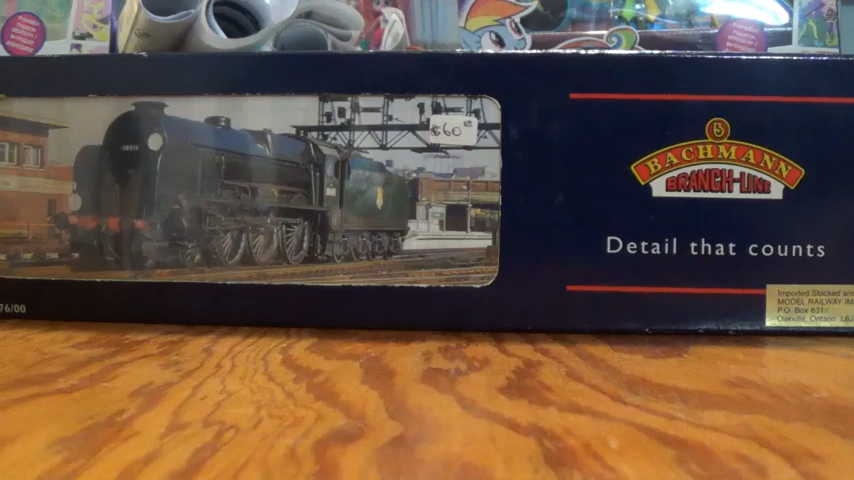 $60
BACHMANN
BRANCH-LINE
Detail that counts
76/00
Imported Stocked and
MODEL RAILWAY IM
P.O. Box 631
Oakville, Ontario L6J